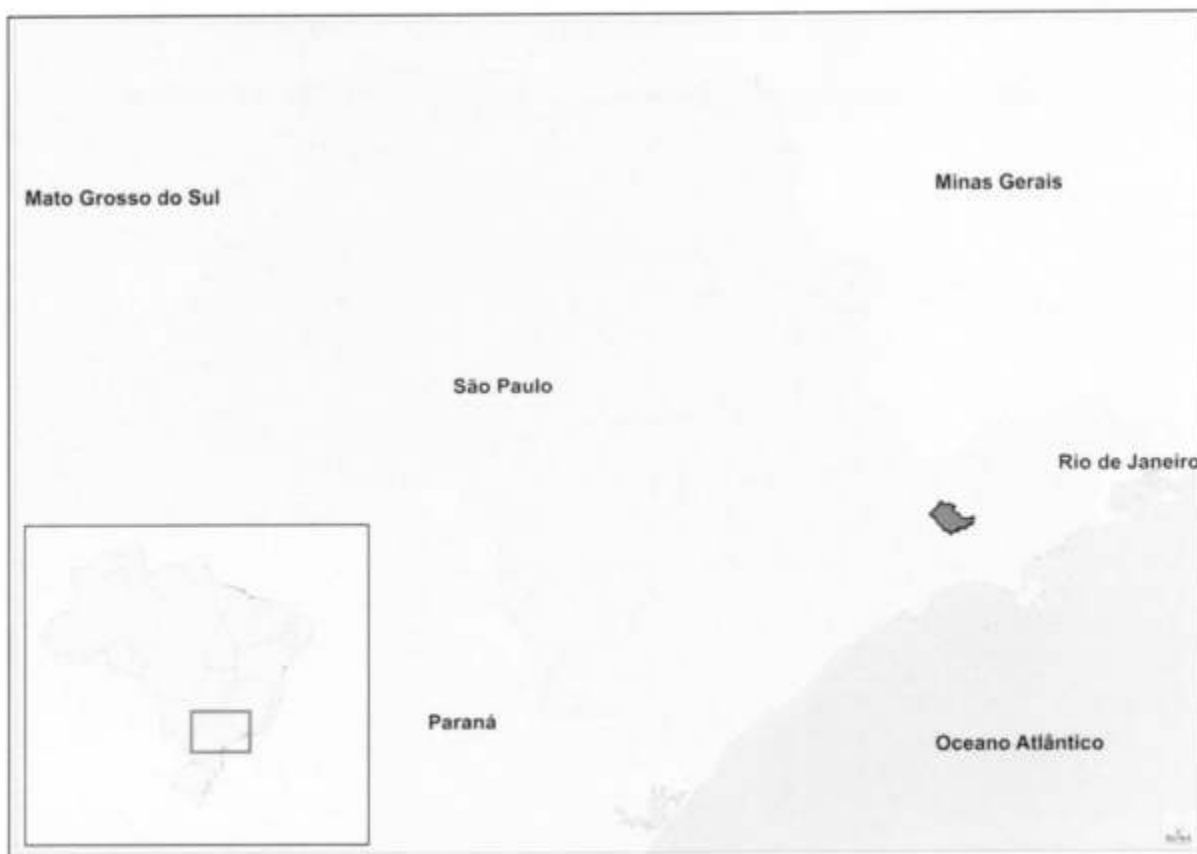 Minas Gerais
Mato Grosso do Sul
São Paulo
Rio de Janeiro
Paraná
Oceano Atlântico